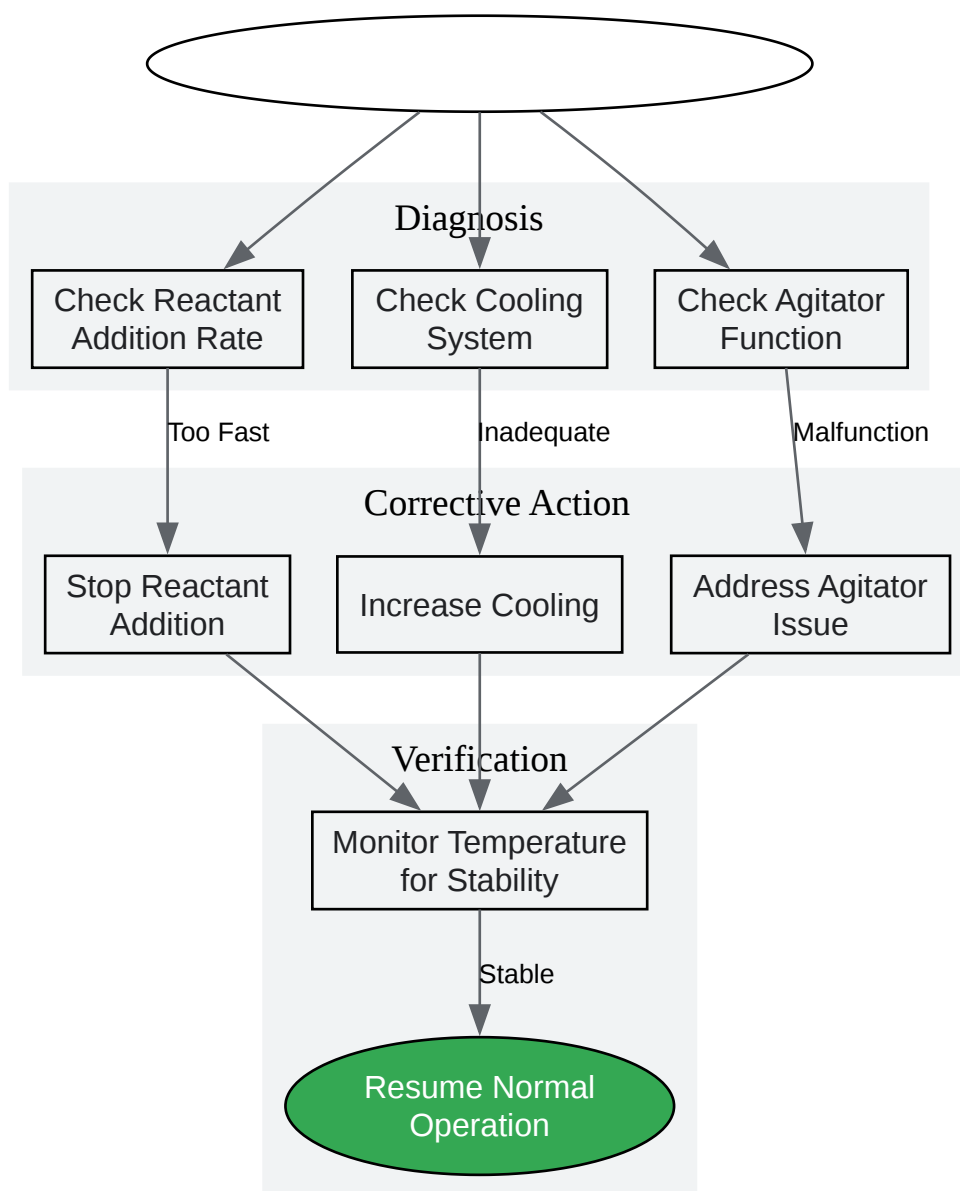 Diagnosis
Check Reactant
Addition Rate
Check Cooling
System
Check Agitator
Function
Too Fast
Inadequate
Malfunction
Corrective Action
Stop Reactant
Addition
Increase Cooling
Address Agitator
Issue
Verification
Monitor Temperature
for Stability
Stable
Resume Normal
Operation